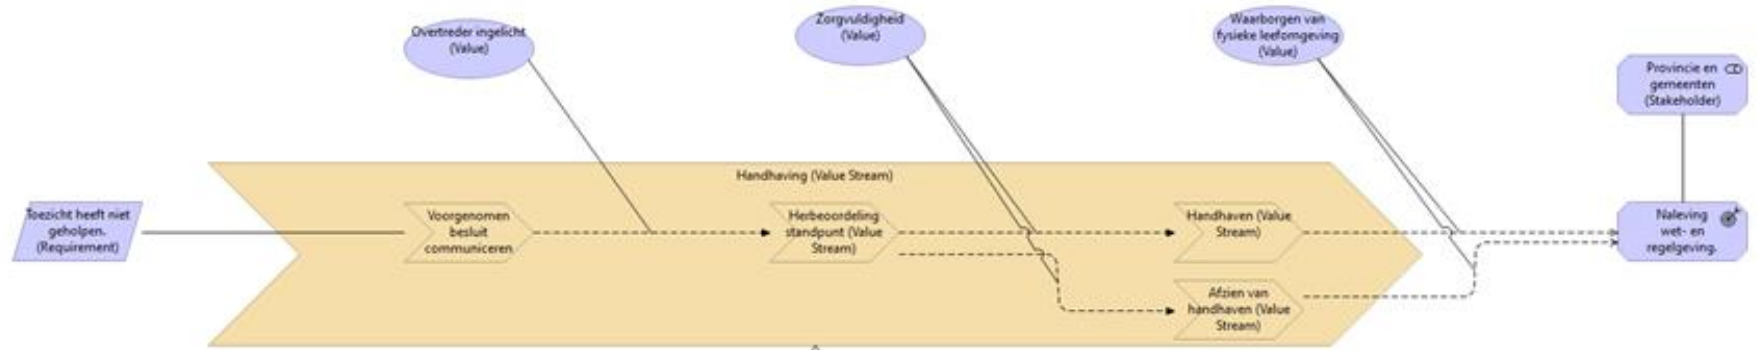 Overtreder ingelicht
(Value)
Zorgvuldigheid
(Value)
Waarborgen van
fysieke leefomgeving
(Value)
Provincie en
gemeenten
(Stakeholder)
Handhaving (Value Stream)
Toezicht heeft niet
geholpen.
(Requirement)
Voorgenomen
besluit
communiceren
Herbeoordeling
standpunt (Value
Stream)
Handhaven (Value
Stream)
Naleving
wet- en
regelgeving.
Afzien van
handhaven (Value
Stream)